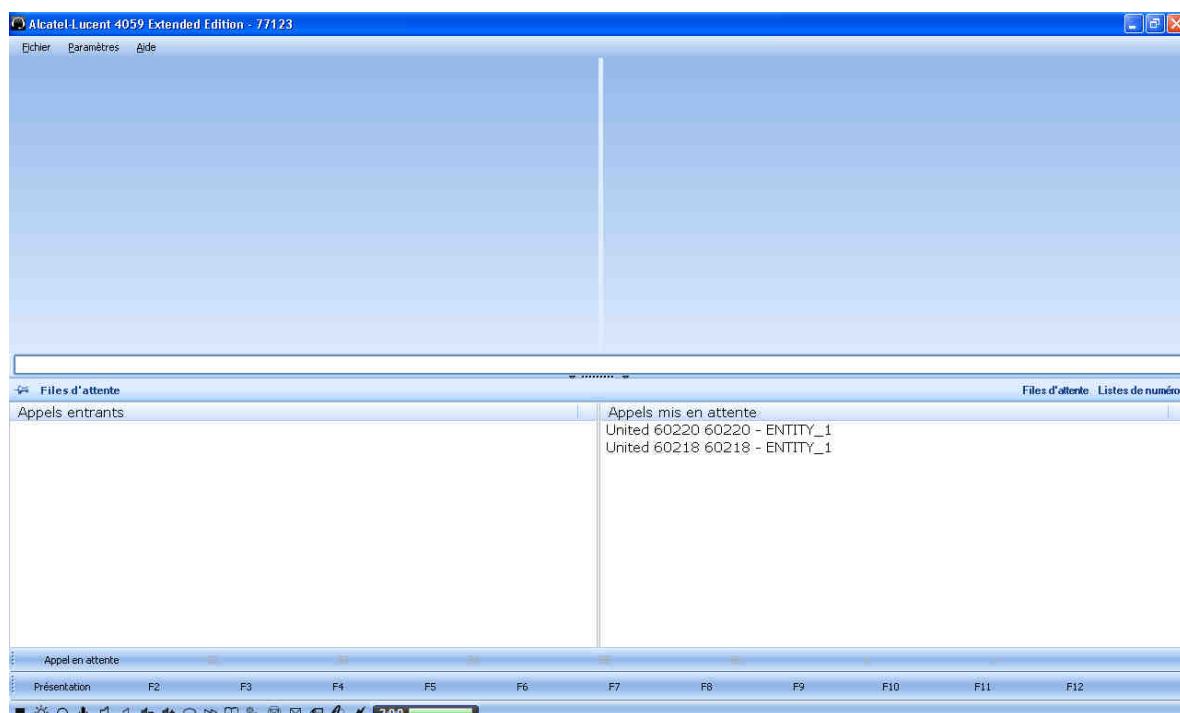 Alcatel-Lucent 4059 Extended Edition - 77123
Fichier Paramètres Aide
Files d'attente Files d'attente Listes de numéro
Appels entrants Appels mis en attente
United 60220 60220 - ENTITY_1
United 60218 60218 - ENTITY_1
Appel en attente
Présentation F2 F3 F4 F5 F6 F7 F8 F9 F10 F11 F12